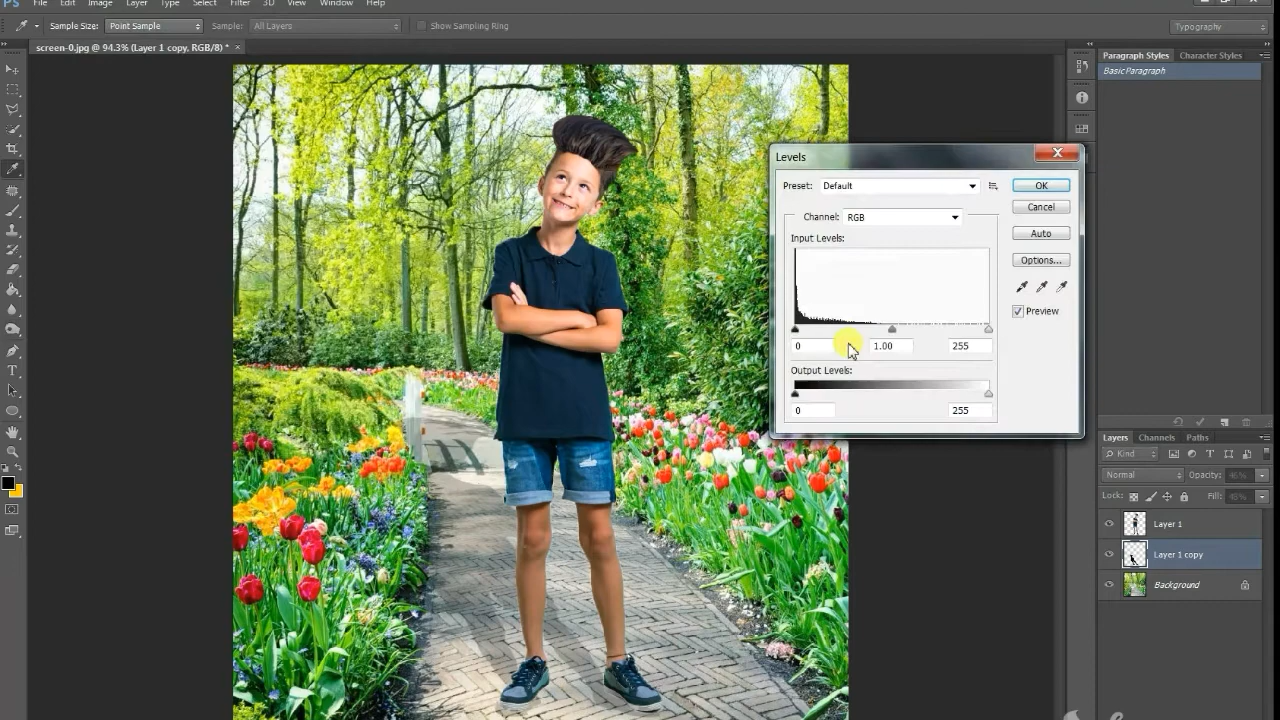 PS File Edit Image Layer Type Select Filter 3D View Window Help
Sample Size: Point Sample Sample: All Layers Show Sampling Ring Typography
screen-0.jpg @ 94.3% (Layer 1 copy, RGB/8) * ×
Paragraph Styles Character Styles
Basic Paragraph
Levels
Preset: Default OK
Channel: RGB Cancel
Input Levels: Auto
Options...
Preview
0 1.00 255
Output Levels:
0 255
Layers Channels Paths
Kind
Normal Opacity: 46%
Lock: Fill: 46%
Layer 1
Layer 1 copy
Background